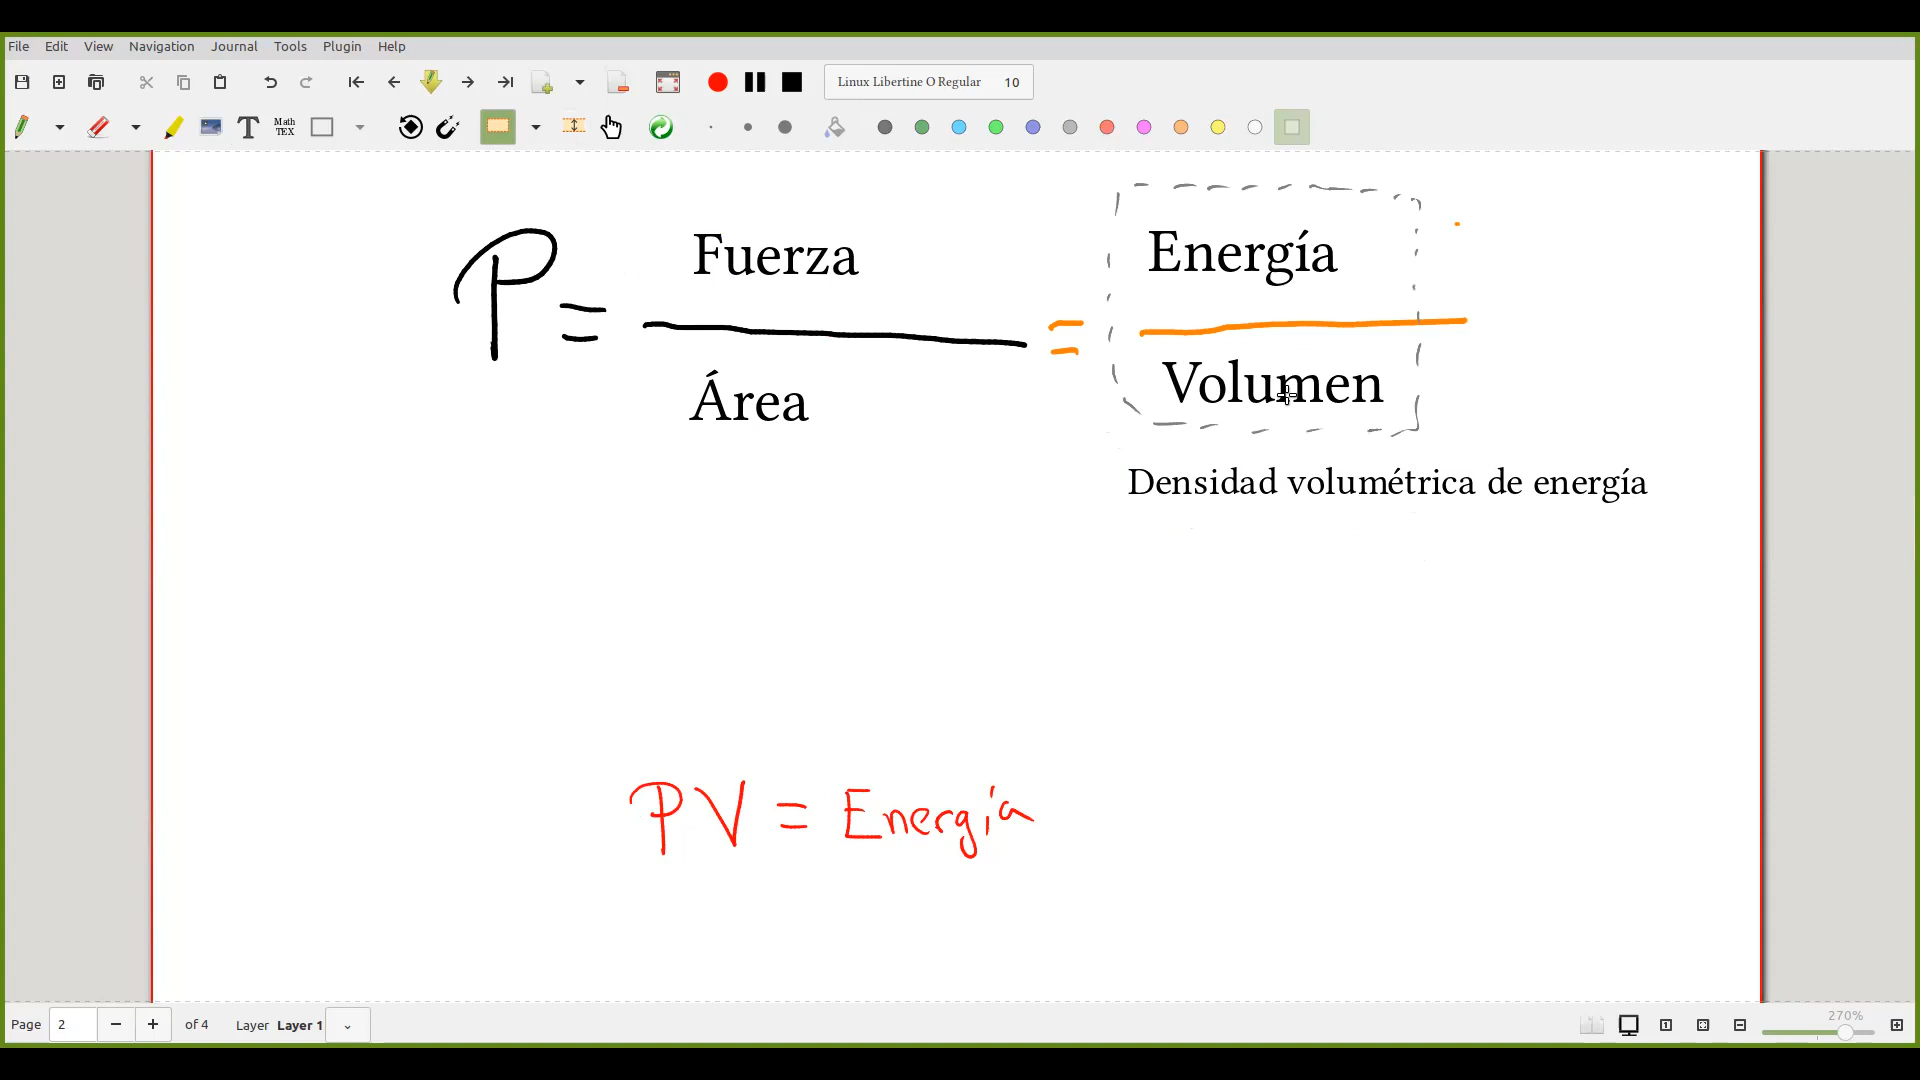 File Edit View Navigation Journal Tools Plugin Help
Linux Libertine O Regular 10
Math
TEX
P = Fuerza = Energía
Área Volumen
Densidad volumétrica de energía
PV = Energía
Page 2 of 4 Layer Layer 1 270%